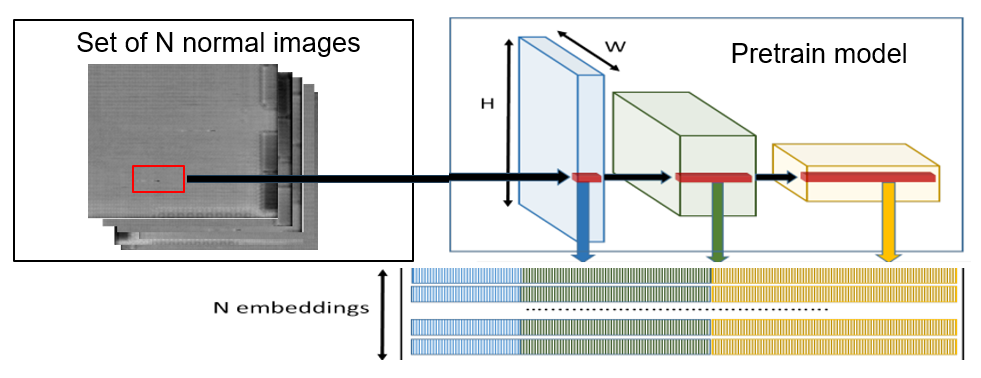 Set of N normal images
Pretrain model
W
H
N embeddings